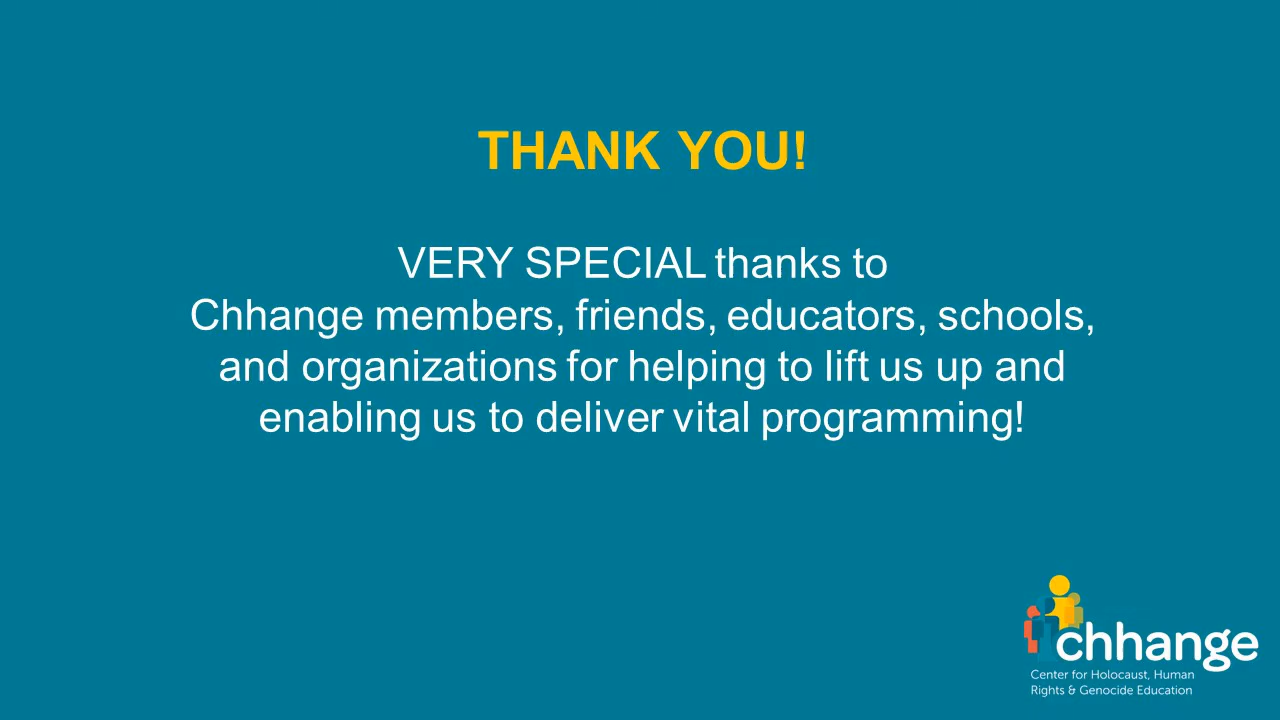 THANK YOU!
VERY SPECIAL thanks to
Chhange members, friends, educators, schools,
and organizations for helping to lift us up and
enabling us to deliver vital programming!
chhange
Center for Holocaust, Human
Rights & Genocide Education